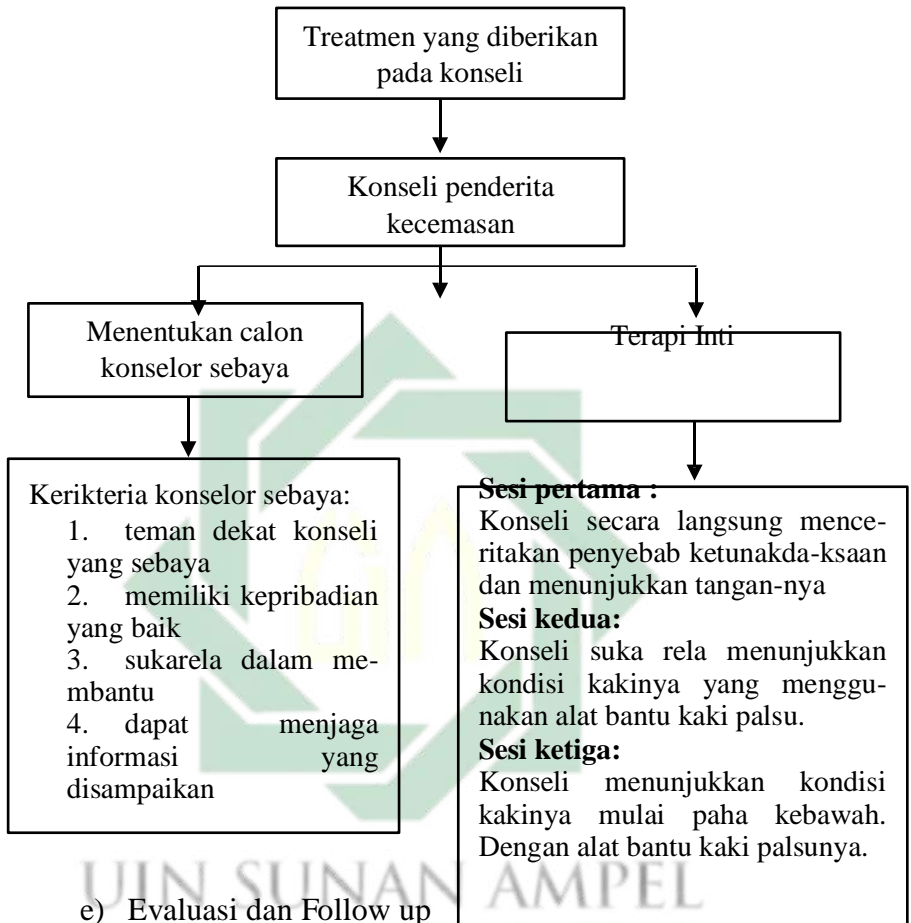 Treatmen yang diberikan
pada konseli
Konseli penderita
kecemasan
Menentukan calon
konselor sebaya
Terapi Inti
Kerikteria konselor sebaya:
1. teman dekat konseli
yang sebaya
2. memiliki kepribadian
yang baik
3. sukarela dalam me-
mbantu
4. dapat menjaga
informasi yang
disampaikan
Sesi pertama :
Konseli secara langsung mence-
ritakan penyebab ketunakda-ksaan
dan menunjukkan tangan-nya
Sesi kedua:
Konseli suka rela menunjukkan
kondisi kakinya yang menggu-
nakan alat bantu kaki palsu.
Sesi ketiga:
Konseli menunjukkan kondisi
kakinya mulai paha kebawah.
Dengan alat bantu kaki palsunya.
UIN SUNAN AMPEL
e) Evaluasi dan Follow up